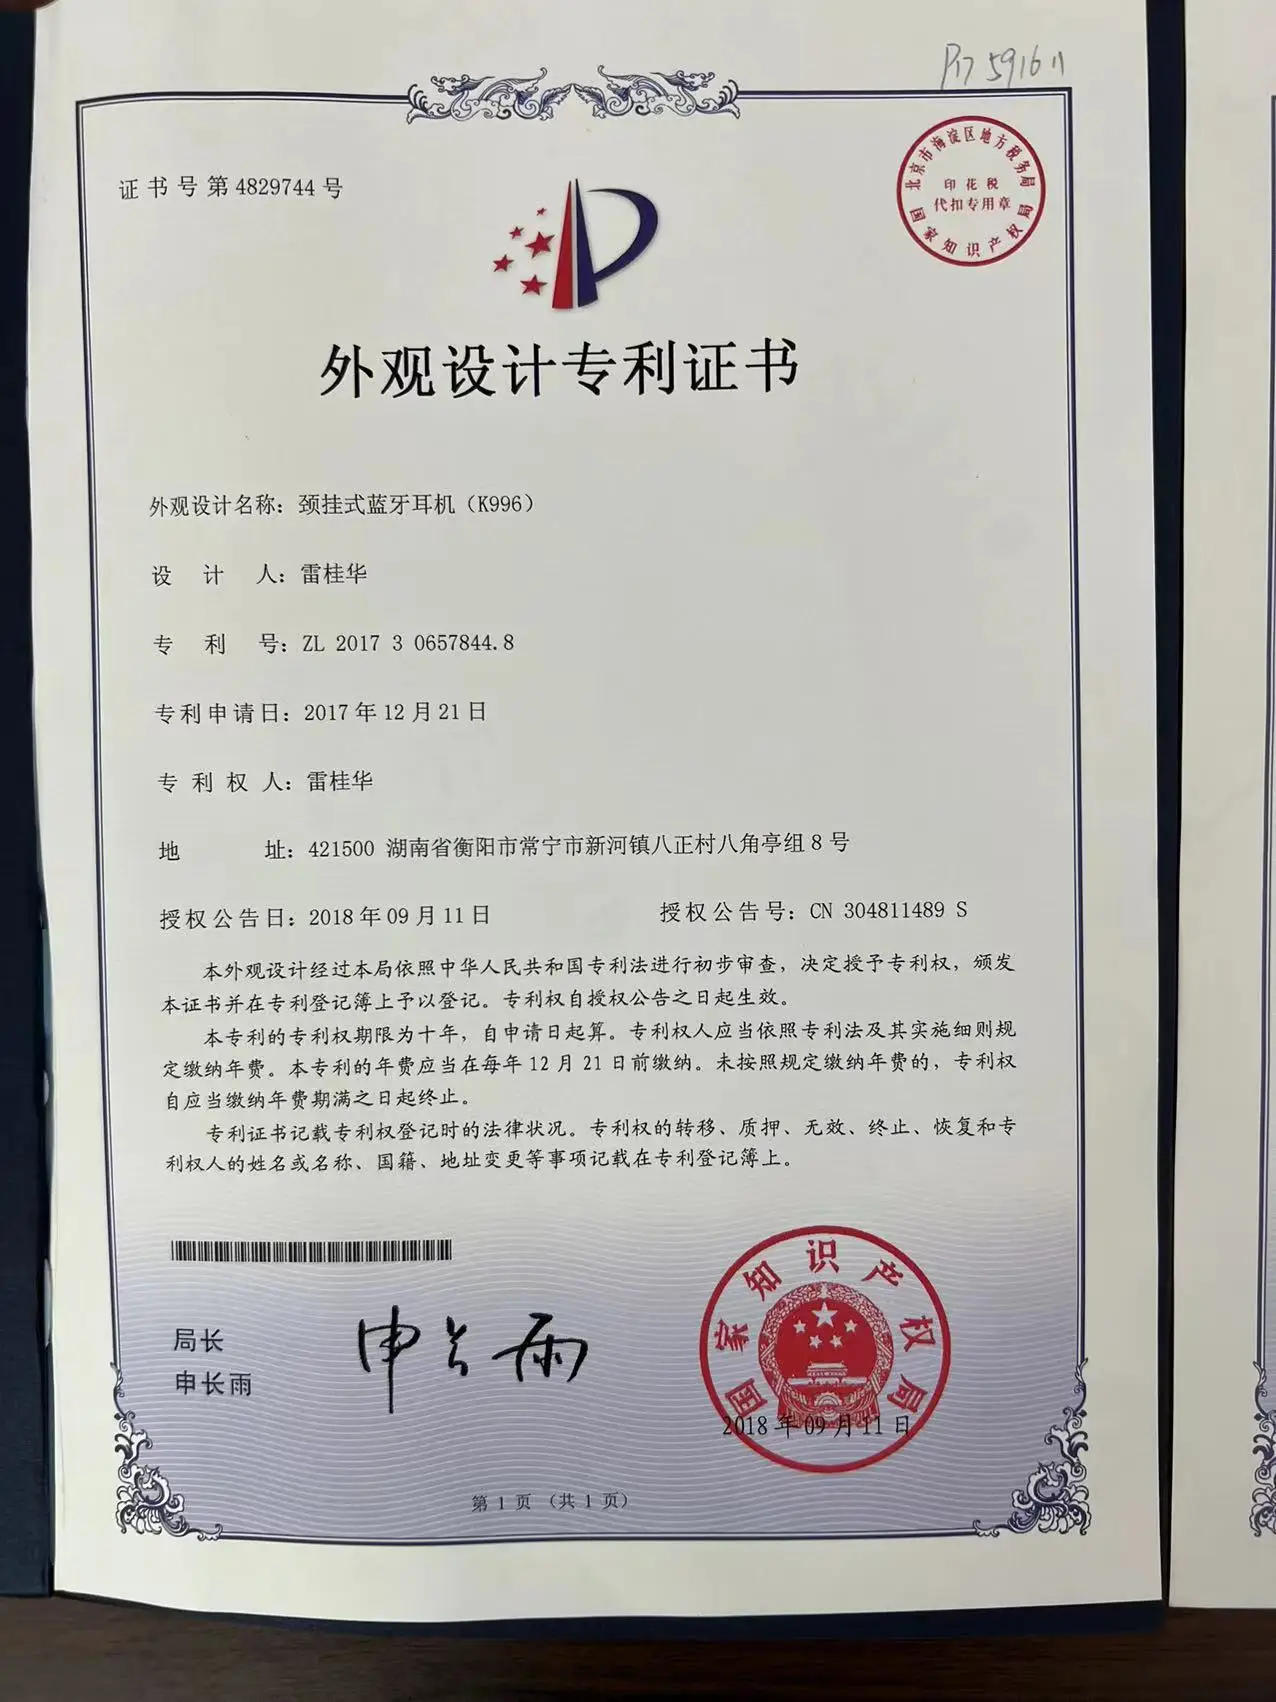 P17 5916 11
北京市海淀区地方税务局
印花税
代扣专用章
国家知识产权局
证书号第4829744号
外观设计专利证书
外观设计名称：颈挂式蓝牙耳机（K996）
设 计 人：雷桂华
专 利 号：ZL 2017 3 0657844.8
专利申请日：2017年12月21日
专 利 权 人：雷桂华
地 址：421500 湖南省衡阳市常宁市新河镇八正村八角亭组8号
授权公告日：2018年09月11日 授权公告号：CN 304811489 S
本外观设计经过本局依照中华人民共和国专利法进行初步审查，决定授予专利权，颁发
本证书并在专利登记簿上予以登记。专利权自授权公告之日起生效。
本专利的专利权期限为十年，自申请日起算。专利权人应当依照专利法及其实施细则规
定缴纳年费。本专利的年费应当在每年12月21日前缴纳。未按照规定缴纳年费的，专利权
自应当缴纳年费期满之日起终止。
专利证书记载专利权登记时的法律状况。专利权的转移、质押、无效、终止、恢复和专
利权人的姓名或名称、国籍、地址变更等事项记载在专利登记簿上。
局长
申长雨
申长雨
国家知识产权局
2018年09月11日
第1页（共1页）